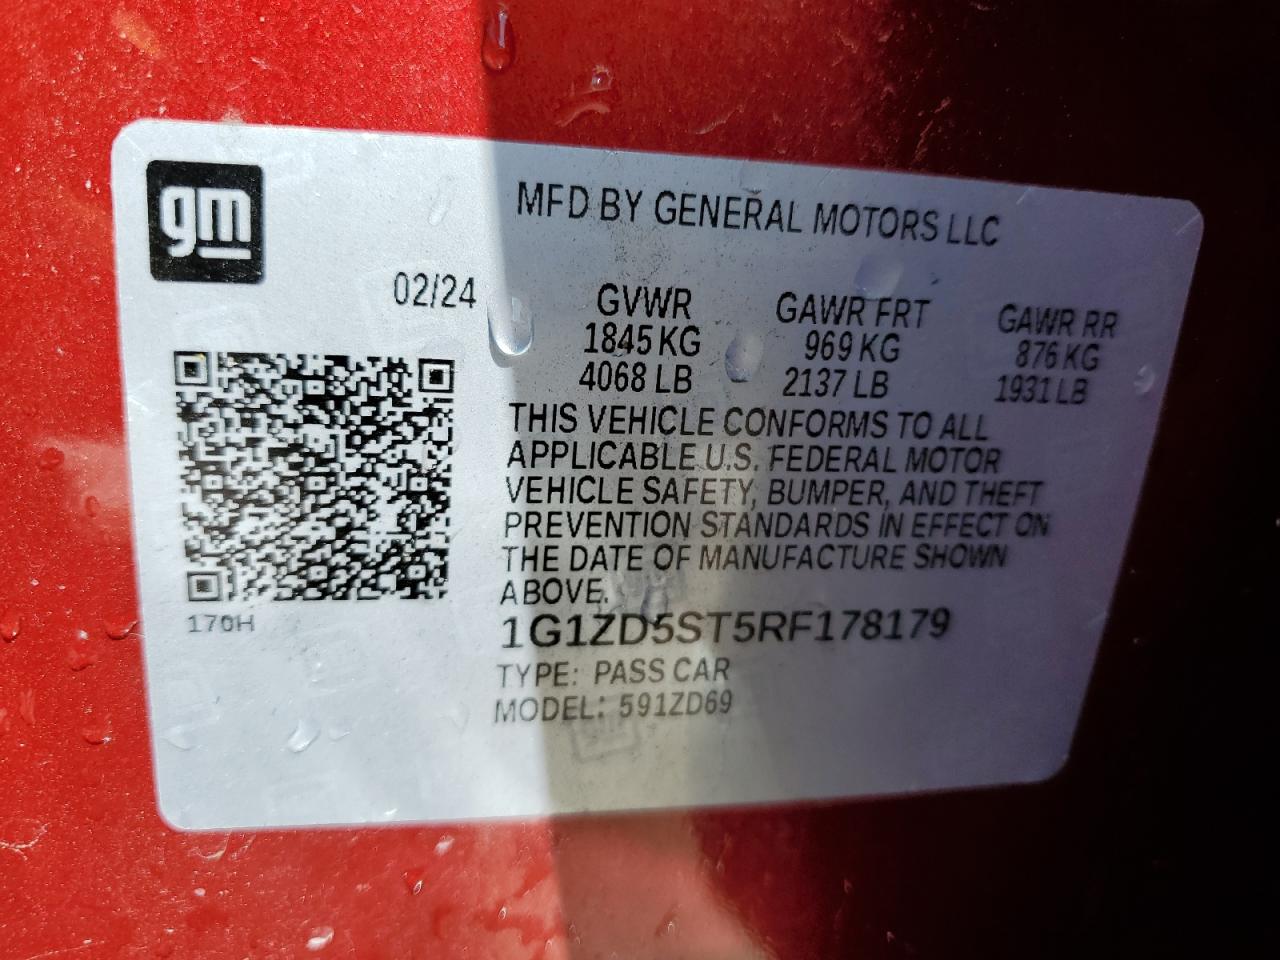 gm
MFD BY GENERAL MOTORS LLC
02/24
GVWR GAWR FRT GAWR RR
1845 KG 969 KG 876 KG
4068 LB 2137 LB 1931 LB
THIS VEHICLE CONFORMS TO ALL
APPLICABLE U.S. FEDERAL MOTOR
VEHICLE SAFETY, BUMPER, AND THEFT
PREVENTION STANDARDS IN EFFECT ON
THE DATE OF MANUFACTURE SHOWN
ABOVE.
170H
1G1ZD5ST5RF178179
TYPE: PASS CAR
MODEL: 591ZD69